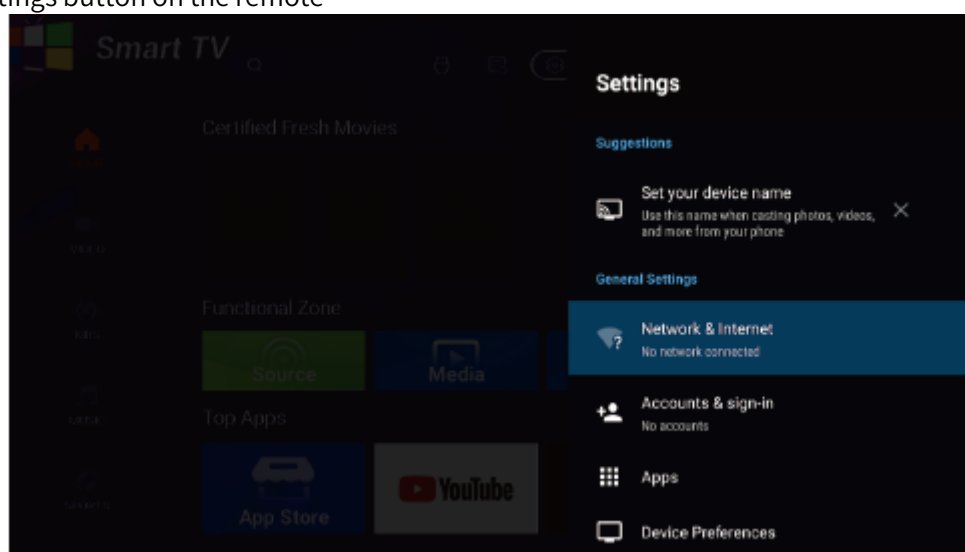 tings button on the remote
Smart TV
Certified Fresh Movies
HOME
Functional Zone
Source
Media
Top Apps
App Store
YouTube
Settings
Suggestions
Set your device name
Use this name when casting photos, videos,
and more from your phone
General Settings
Network & Internet
No network connected
Accounts & sign-in
No accounts
Apps
Device Preferences